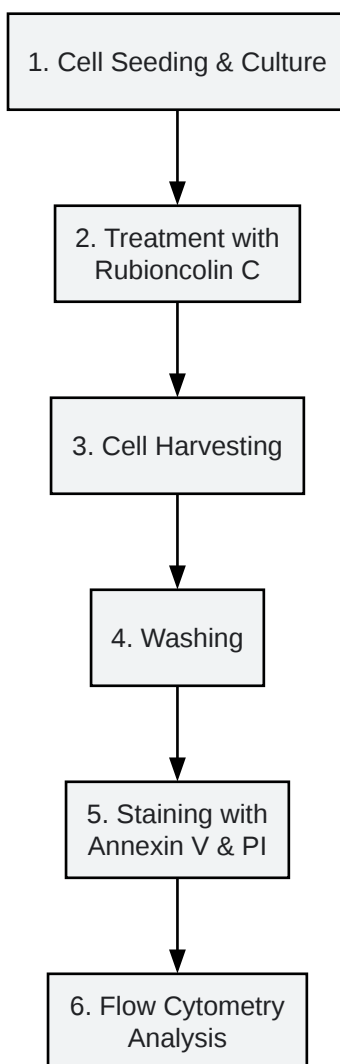 1. Cell Seeding & Culture
2. Treatment with
Rubioncolin C
3. Cell Harvesting
4. Washing
5. Staining with
Annexin V & PI
6. Flow Cytometry
Analysis